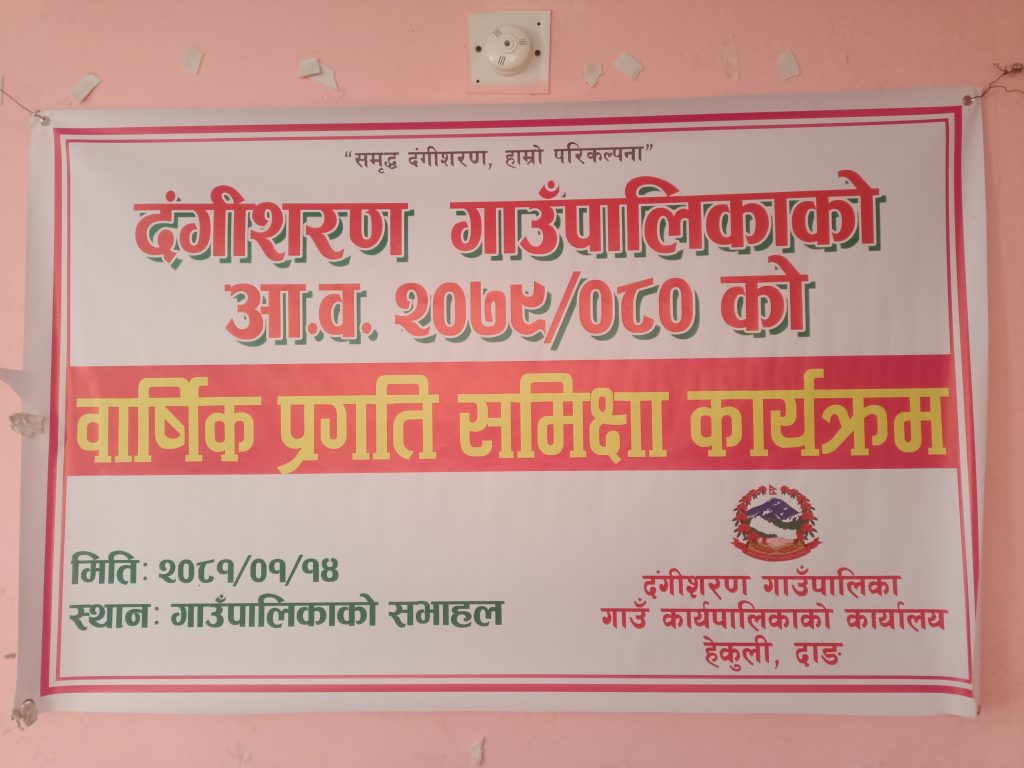 “समृद्ध दंगीशरण, हाम्रो परिकल्पना”
दंगीशरण गाउँपालिकाको
आ.व. २०७९/०८० को
वार्षिक प्रगति समिक्षा कार्यक्रम
मितिः २०८१/०१/१४
स्थानः गाउँपालिकाको सभाहल
दंगीशरण गाउँपालिका
गाउँ कार्यपालिकाको कार्यालय
हेकुली, दाङ